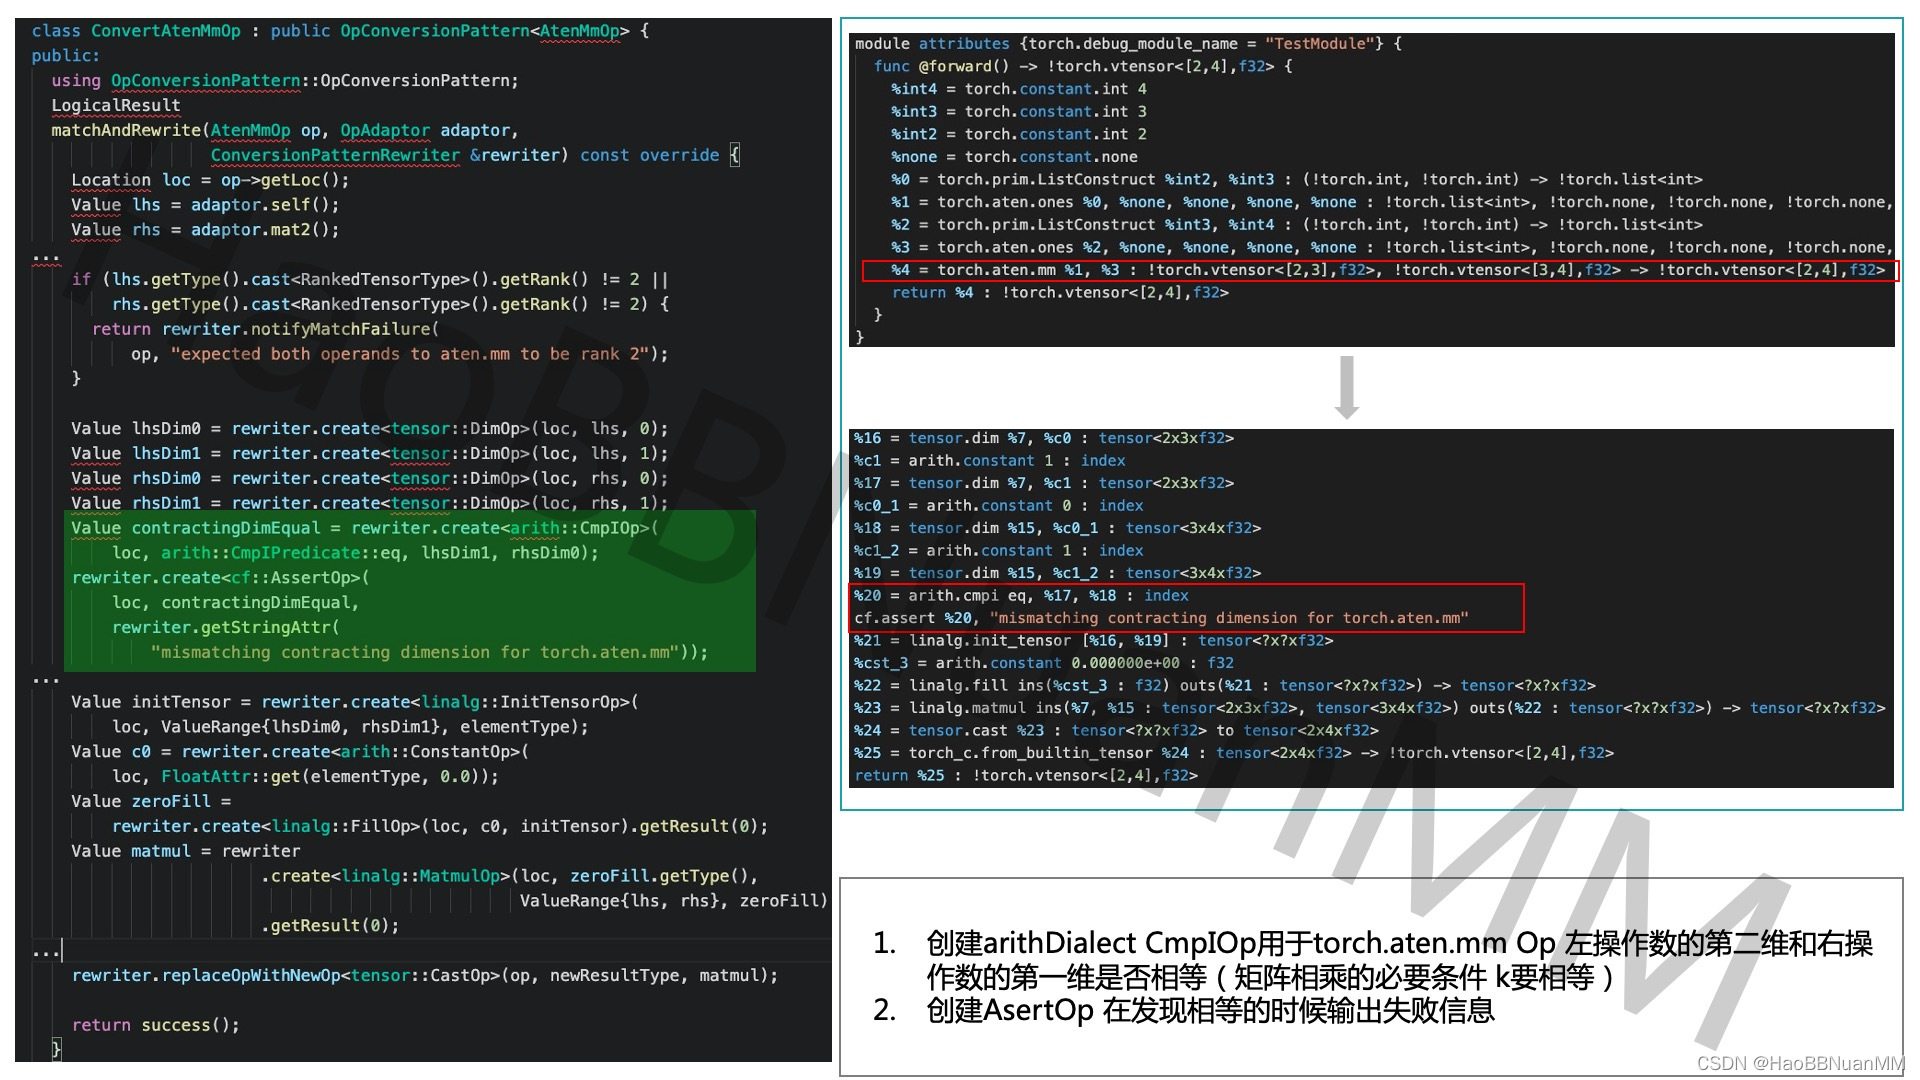 class ConvertAtenMmOp : public OpConversionPattern<AtenMmOp> {
public:
using OpConversionPattern::OpConversionPattern;
LogicalResult
matchAndRewrite(AtenMmOp op, OpAdaptor adaptor,
ConversionPatternRewriter &rewriter) const override {
Location loc = op->getLoc();
Value lhs = adaptor.self();
Value rhs = adaptor.mat2();
...
if (lhs.getType().cast<RankedTensorType>().getRank() != 2 ||
rhs.getType().cast<RankedTensorType>().getRank() != 2) {
return rewriter.notifyMatchFailure(
op, "expected both operands to aten.mm to be rank 2");
}
Value lhsDim0 = rewriter.create<tensor::DimOp>(loc, lhs, 0);
Value lhsDim1 = rewriter.create<tensor::DimOp>(loc, lhs, 1);
Value rhsDim0 = rewriter.create<tensor::DimOp>(loc, rhs, 0);
Value rhsDim1 = rewriter.create<tensor::DimOp>(loc, rhs, 1);
Value contractingDimEqual = rewriter.create<arith::CmpIOp>(
loc, arith::CmpIPredicate::eq, lhsDim1, rhsDim0);
rewriter.create<cf::AssertOp>(
loc, contractingDimEqual,
rewriter.getStringAttr(
"mismatching contracting dimension for torch.aten.mm"));
...
Value initTensor = rewriter.create<linalg::InitTensorOp>(
loc, ValueRange{lhsDim0, rhsDim1}, elementType);
Value c0 = rewriter.create<arith::ConstantOp>(
loc, FloatAttr::get(elementType, 0.0));
Value zeroFill =
rewriter.create<linalg::FillOp>(loc, c0, initTensor).getResult(0);
Value matmul = rewriter
.create<linalg::MatmulOp>(loc, zeroFill.getType(),
ValueRange{lhs, rhs}, zeroFill)
.getResult(0);
...
rewriter.replaceOpWithNewOp<tensor::CastOp>(op, newResultType, matmul);
return success();
}
module attributes {torch.debug_module_name = "TestModule"} {
func @forward() -> !torch.vtensor<[2,4],f32> {
%int4 = torch.constant.int 4
%int3 = torch.constant.int 3
%int2 = torch.constant.int 2
%none = torch.constant.none
%0 = torch.prim.ListConstruct %int2, %int3 : (!torch.int, !torch.int) -> !torch.list<int>
%1 = torch.aten.ones %0, %none, %none, %none, %none : !torch.list<int>, !torch.none, !torch.none, !torch.none,
%2 = torch.prim.ListConstruct %int3, %int4 : (!torch.int, !torch.int) -> !torch.list<int>
%3 = torch.aten.ones %2, %none, %none, %none, %none : !torch.list<int>, !torch.none, !torch.none, !torch.none,
%4 = torch.aten.mm %1, %3 : !torch.vtensor<[2,3],f32>, !torch.vtensor<[3,4],f32> -> !torch.vtensor<[2,4],f32>
return %4 : !torch.vtensor<[2,4],f32>
}
}
%16 = tensor.dim %7, %c0 : tensor<2x3xf32>
%c1 = arith.constant 1 : index
%17 = tensor.dim %7, %c1 : tensor<2x3xf32>
%c0_1 = arith.constant 0 : index
%18 = tensor.dim %15, %c0_1 : tensor<3x4xf32>
%c1_2 = arith.constant 1 : index
%19 = tensor.dim %15, %c1_2 : tensor<3x4xf32>
%20 = arith.cmpi eq, %17, %18 : index
cf.assert %20, "mismatching contracting dimension for torch.aten.mm"
%21 = linalg.init_tensor [%16, %19] : tensor<?x?xf32>
%cst_3 = arith.constant 0.000000e+00 : f32
%22 = linalg.fill ins(%cst_3 : f32) outs(%21 : tensor<?x?xf32>) -> tensor<?x?xf32>
%23 = linalg.matmul ins(%7, %15 : tensor<2x3xf32>, tensor<3x4xf32>) outs(%22 : tensor<?x?xf32>) -> tensor<?x?xf32>
%24 = tensor.cast %23 : tensor<?x?xf32> to tensor<2x4xf32>
%25 = torch_c.from_builtin_tensor %24 : tensor<2x4xf32> -> !torch.vtensor<[2,4],f32>
return %25 : !torch.vtensor<[2,4],f32>
1. 创建arithDialect CmpIOp用于torch.aten.mm Op 左操作数的第二维和右操
作数的第一维是否相等（矩阵相乘的必要条件 k要相等）
2. 创建AsertOp 在发现相等的时候输出失败信息
HaoBBNuanMM
CSDN @HaoBBNuanMM